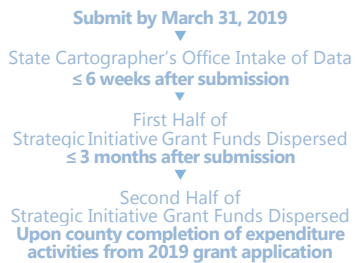 Submit by March 31, 2019
State Cartographer's Office Intake of Data
≤ 6 weeks after submission
First Half of
Strategic Initiative Grant Funds Dispersed
≤ 3 months after submission
Second Half of
Strategic Initiative Grant Funds Dispersed
Upon county completion of expenditure
activities from 2019 grant application